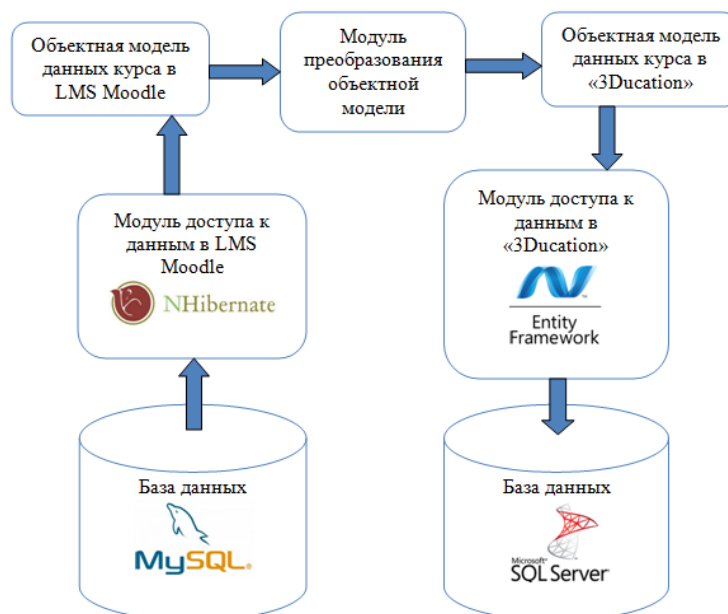 Объектная модель
данных курса в
LMS Moodle
Модуль
преобразования
объектной
модели
Объектная модель
данных курса в
«3Ducation»
Модуль доступа к
данным в LMS
Moodle
NHibernate
Модуль доступа к
данным в
«3Ducation»
™
Entity
Framework
База данных
MySQL®
База данных
Microsoft®
SQL Server®